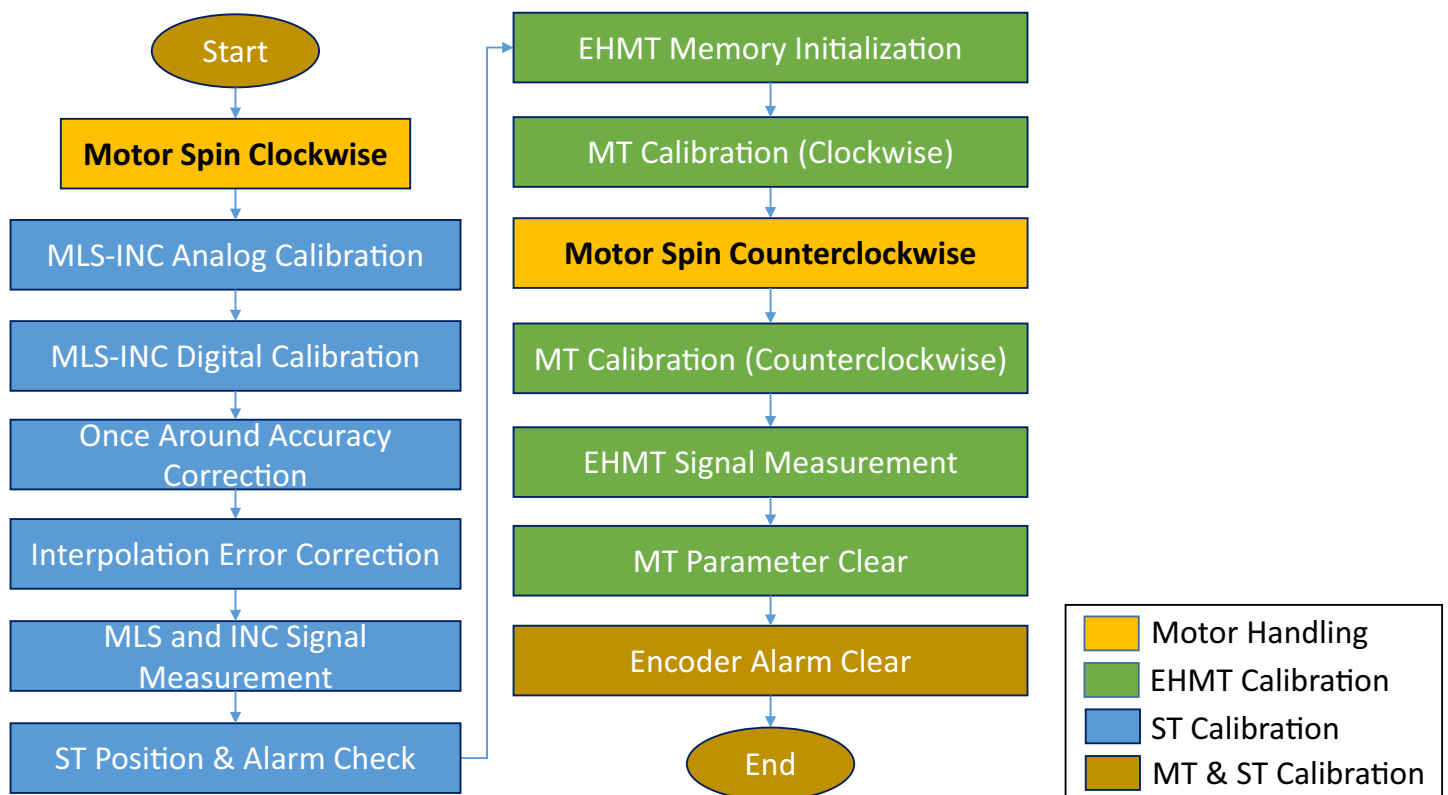 Start
Motor Spin Clockwise
MLS-INC Analog Calibration
MLS-INC Digital Calibration
Once Around Accuracy
Correction
Interpolation Error Correction
MLS and INC Signal
Measurement
ST Position & Alarm Check
EHMT Memory Initialization
MT Calibration (Clockwise)
Motor Spin Counterclockwise
MT Calibration (Counterclockwise)
EHMT Signal Measurement
MT Parameter Clear
Encoder Alarm Clear
End
Motor Handling
EHMT Calibration
ST Calibration
MT & ST Calibration